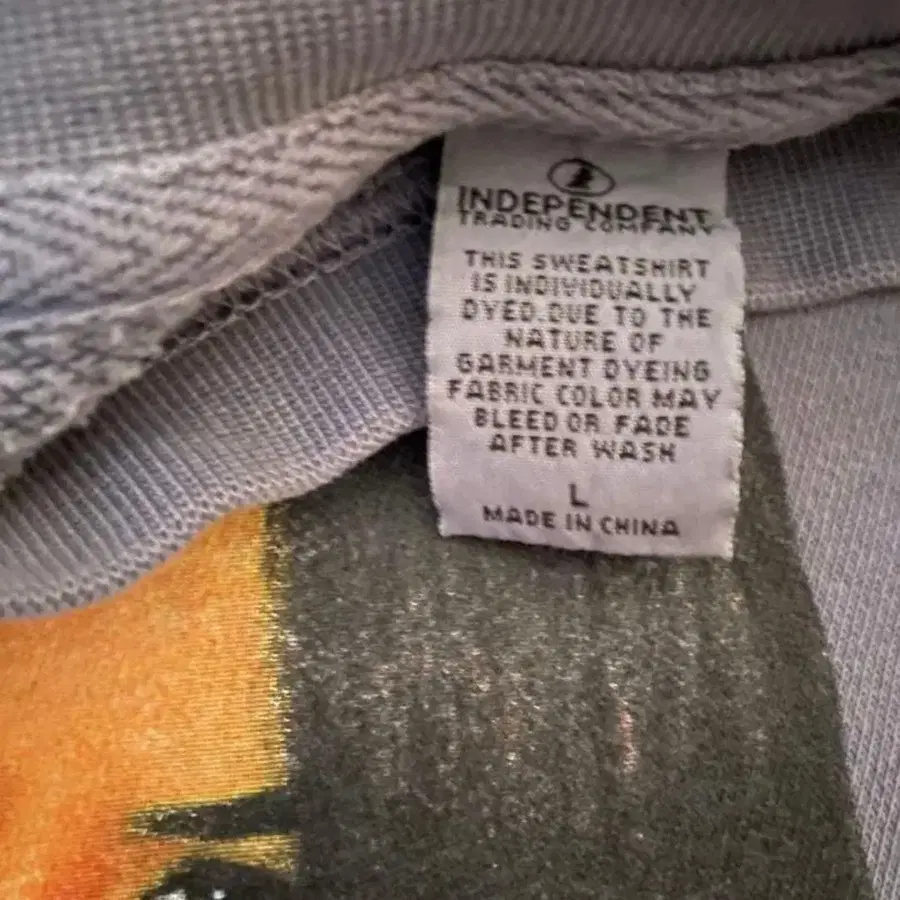 INDEPENDENT
TRADING COMPANY
THIS SWEATSHIRT
IS INDIVIDUALLY
DYED.DUE TO THE
NATURE OF
GARMENT DYEING
FABRIC COLOR MAY
BLEED OR FADE
AFTER WASH
L
MADE IN CHINA